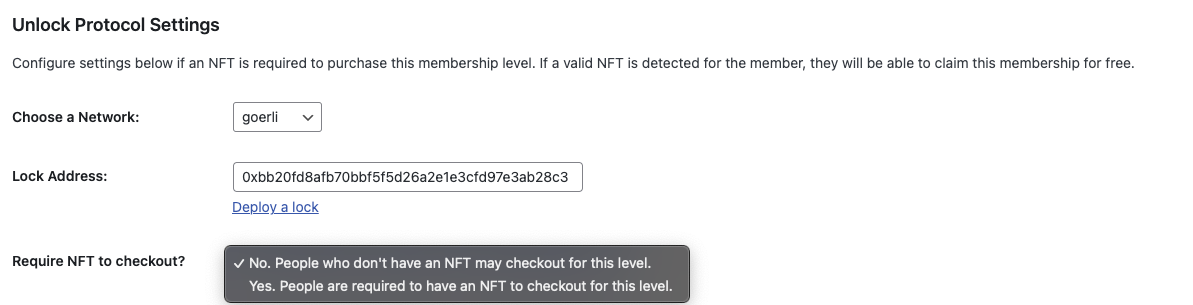 Unlock Protocol Settings
Configure settings below if an NFT is required to purchase this membership level. If a valid NFT is detected for the member, they will be able to claim this membership for free.
Choose a Network:
goerli
Lock Address:
0xbb20fd8afb70bbf5f5d26a2e1e3cfd97e3ab28c3
Deploy a lock
Require NFT to checkout?
✓ No. People who don't have an NFT may checkout for this level.
Yes. People are required to have an NFT to checkout for this level.